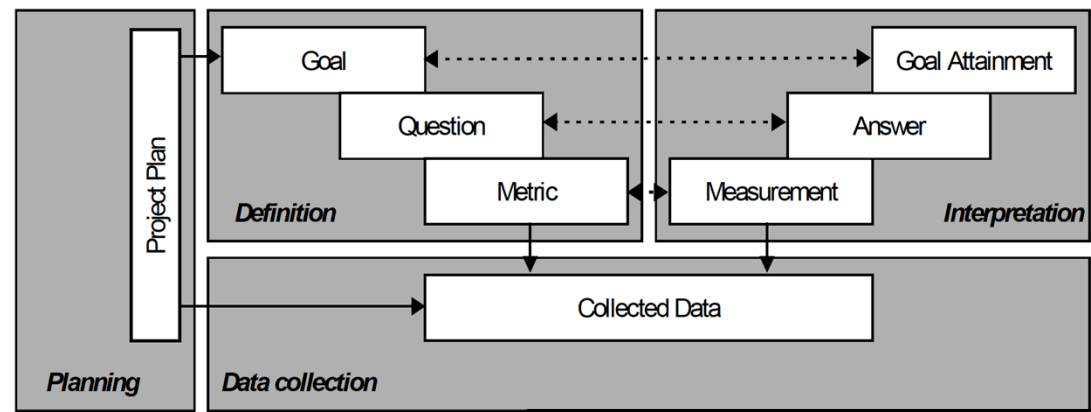 Project Plan
Planning
Goal
Question
Metric
Definition
Goal Attainment
Answer
Measurement
Interpretation
Collected Data
Data collection